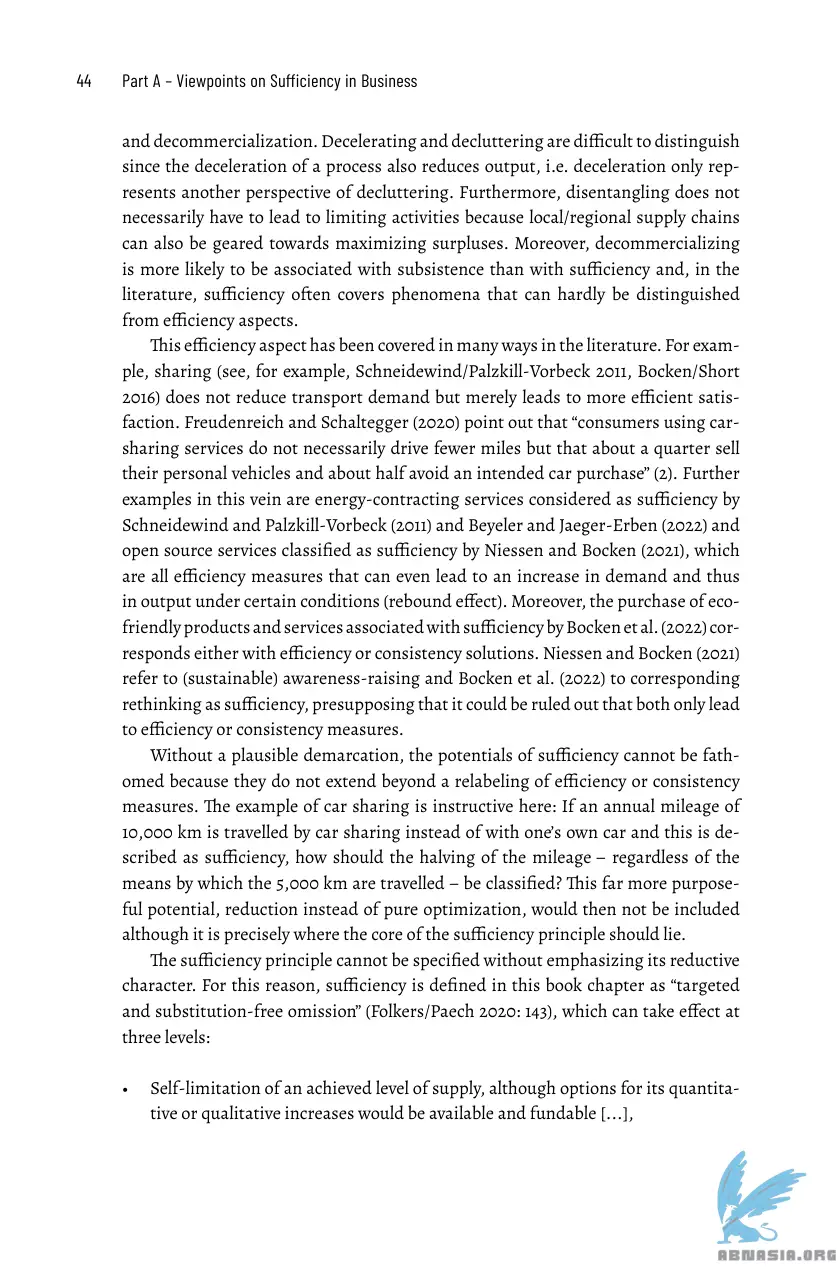 44 Part A – Viewpoints on Sufficiency in Business
and decommercialization. Decelerating and decluttering are difficult to distinguish
since the deceleration of a process also reduces output, i.e. deceleration only rep-
resents another perspective of decluttering. Furthermore, disentangling does not
necessarily have to lead to limiting activities because local/regional supply chains
can also be geared towards maximizing surpluses. Moreover, decommercializing
is more likely to be associated with subsistence than with sufficiency and, in the
literature, sufficiency often covers phenomena that can hardly be distinguished
from efficiency aspects.
This efficiency aspect has been covered in many ways in the literature. For exam-
ple, sharing (see, for example, Schneidewind/Palzkill-Vorbeck 2011, Bocken/Short
2016) does not reduce transport demand but merely leads to more efficient satis-
faction. Freudenreich and Schaltegger (2020) point out that “consumers using car-
sharing services do not necessarily drive fewer miles but that about a quarter sell
their personal vehicles and about half avoid an intended car purchase” (2). Further
examples in this vein are energy-contracting services considered as sufficiency by
Schneidewind and Palzkill-Vorbeck (2011) and Beyeler and Jaeger-Erben (2022) and
open source services classified as sufficiency by Niessen and Bocken (2021), which
are all efficiency measures that can even lead to an increase in demand and thus
in output under certain conditions (rebound effect). Moreover, the purchase of eco-
friendly products and services associated with sufficiency by Bocken et al. (2022) cor-
responds either with efficiency or consistency solutions. Niessen and Bocken (2021)
refer to (sustainable) awareness-raising and Bocken et al. (2022) to corresponding
rethinking as sufficiency, presupposing that it could be ruled out that both only lead
to efficiency or consistency measures.
Without a plausible demarcation, the potentials of sufficiency cannot be fath-
omed because they do not extend beyond a relabeling of efficiency or consistency
measures. The example of car sharing is instructive here: If an annual mileage of
10,000 km is travelled by car sharing instead of with one’s own car and this is de-
scribed as sufficiency, how should the halving of the mileage – regardless of the
means by which the 5,000 km are travelled – be classified? This far more purpose-
ful potential, reduction instead of pure optimization, would then not be included
although it is precisely where the core of the sufficiency principle should lie.
The sufficiency principle cannot be specified without emphasizing its reductive
character. For this reason, sufficiency is defined in this book chapter as “targeted
and substitution-free omission” (Folkers/Paech 2020: 143), which can take effect at
three levels:
• Self-limitation of an achieved level of supply, although options for its quantita-
tive or qualitative increases would be available and fundable [...],
ABNASIA.ORG